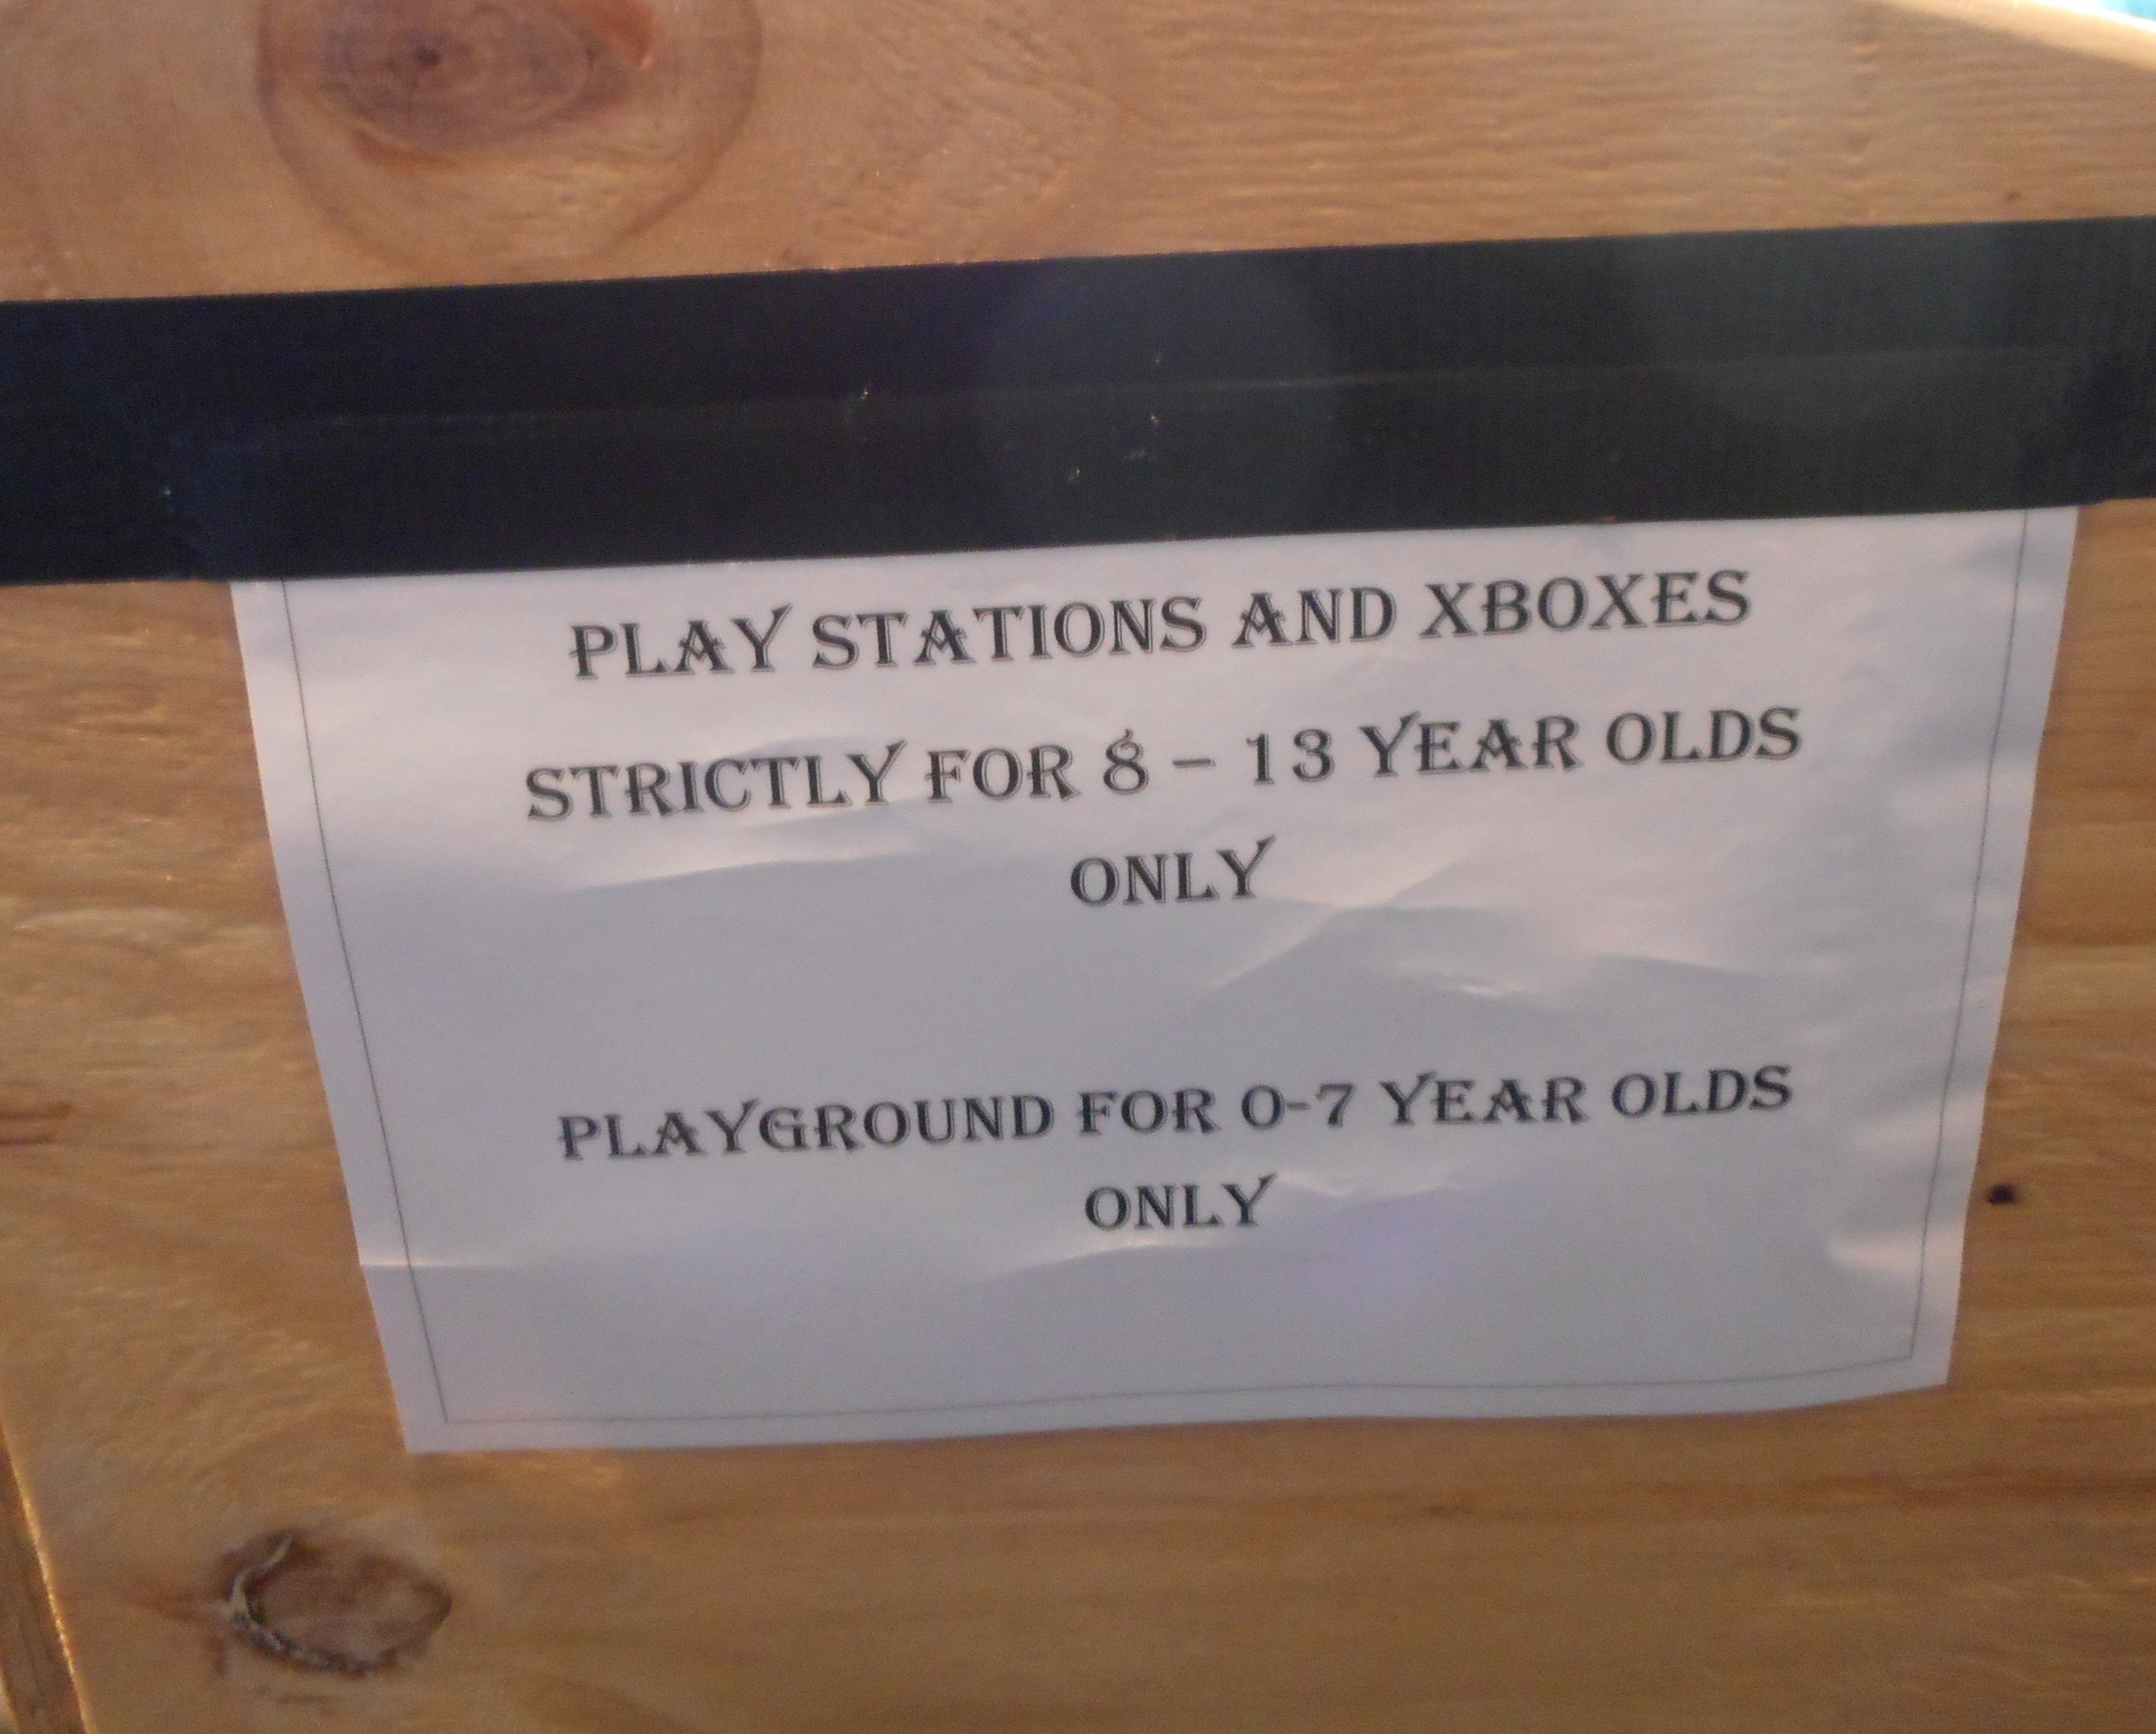 PLAY STATIONS AND XBOXES
STRICTLY FOR 8 – 13 YEAR OLDS
ONLY
PLAYGROUND FOR 0-7 YEAR OLDS
ONLY